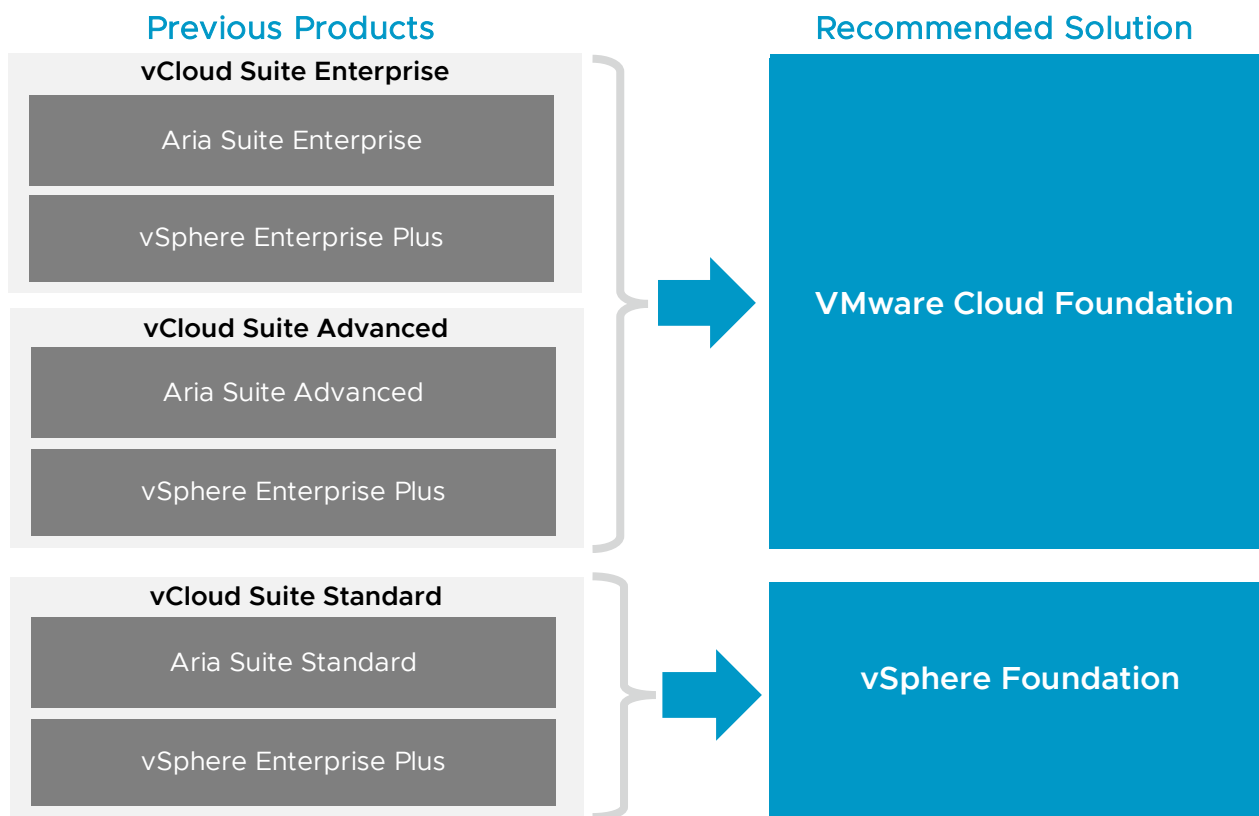 Previous Products
Recommended Solution
vCloud Suite Enterprise
Aria Suite Enterprise
vSphere Enterprise Plus
vCloud Suite Advanced
Aria Suite Advanced
vSphere Enterprise Plus
VMware Cloud Foundation
vCloud Suite Standard
Aria Suite Standard
vSphere Enterprise Plus
vSphere Foundation